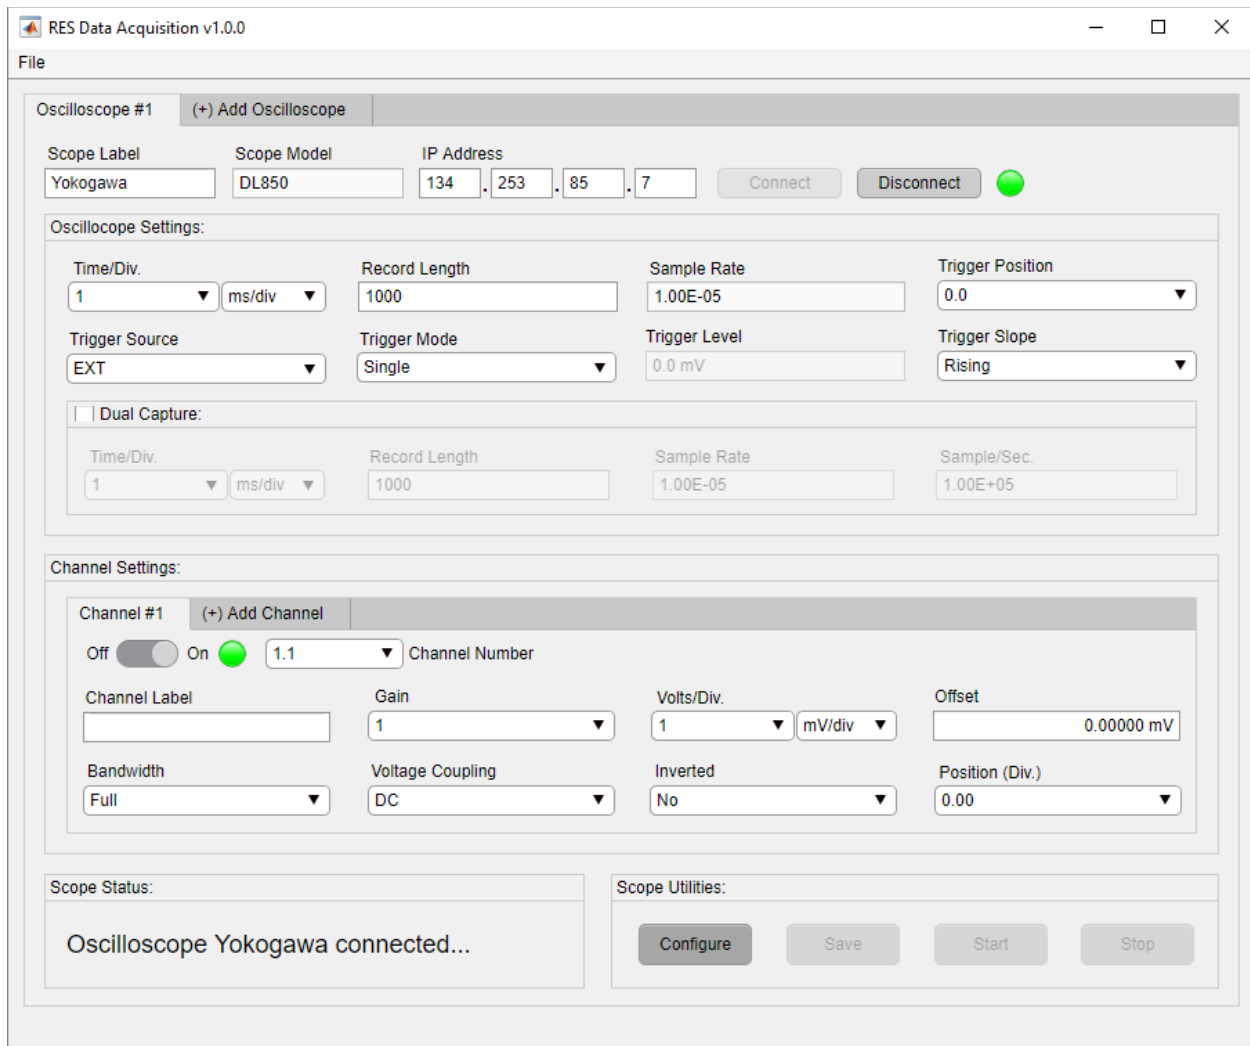 RES Data Acquisition v1.0.0
File
Oscilloscope #1 (+) Add Oscilloscope
Scope Label Scope Model IP Address
Yokogawa DL850 134 . 253 . 85 . 7 Connect Disconnect
Oscillocope Settings:
Time/Div. Record Length Sample Rate Trigger Position
1 ms/div 1000 1.00E-05 0.0
Trigger Source Trigger Mode Trigger Level Trigger Slope
EXT Single 0.0 mV Rising
Dual Capture:
Time/Div. Record Length Sample Rate Sample/Sec.
1 ms/div 1000 1.00E-05 1.00E+05
Channel Settings:
Channel #1 (+) Add Channel
Off On 1.1 Channel Number
Channel Label Gain Volts/Div. Offset
1 1 mV/div 0.00000 mV
Bandwidth Voltage Coupling Inverted Position (Div.)
Full DC No 0.00
Scope Status: Scope Utilities:
Oscilloscope Yokogawa connected... Configure Save Start Stop